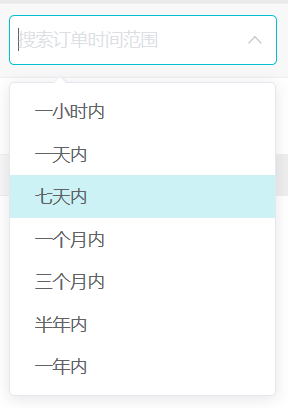 搜索订单时间范围
一小时内
一天内
七天内
一个月内
三个月内
半年内
一年内